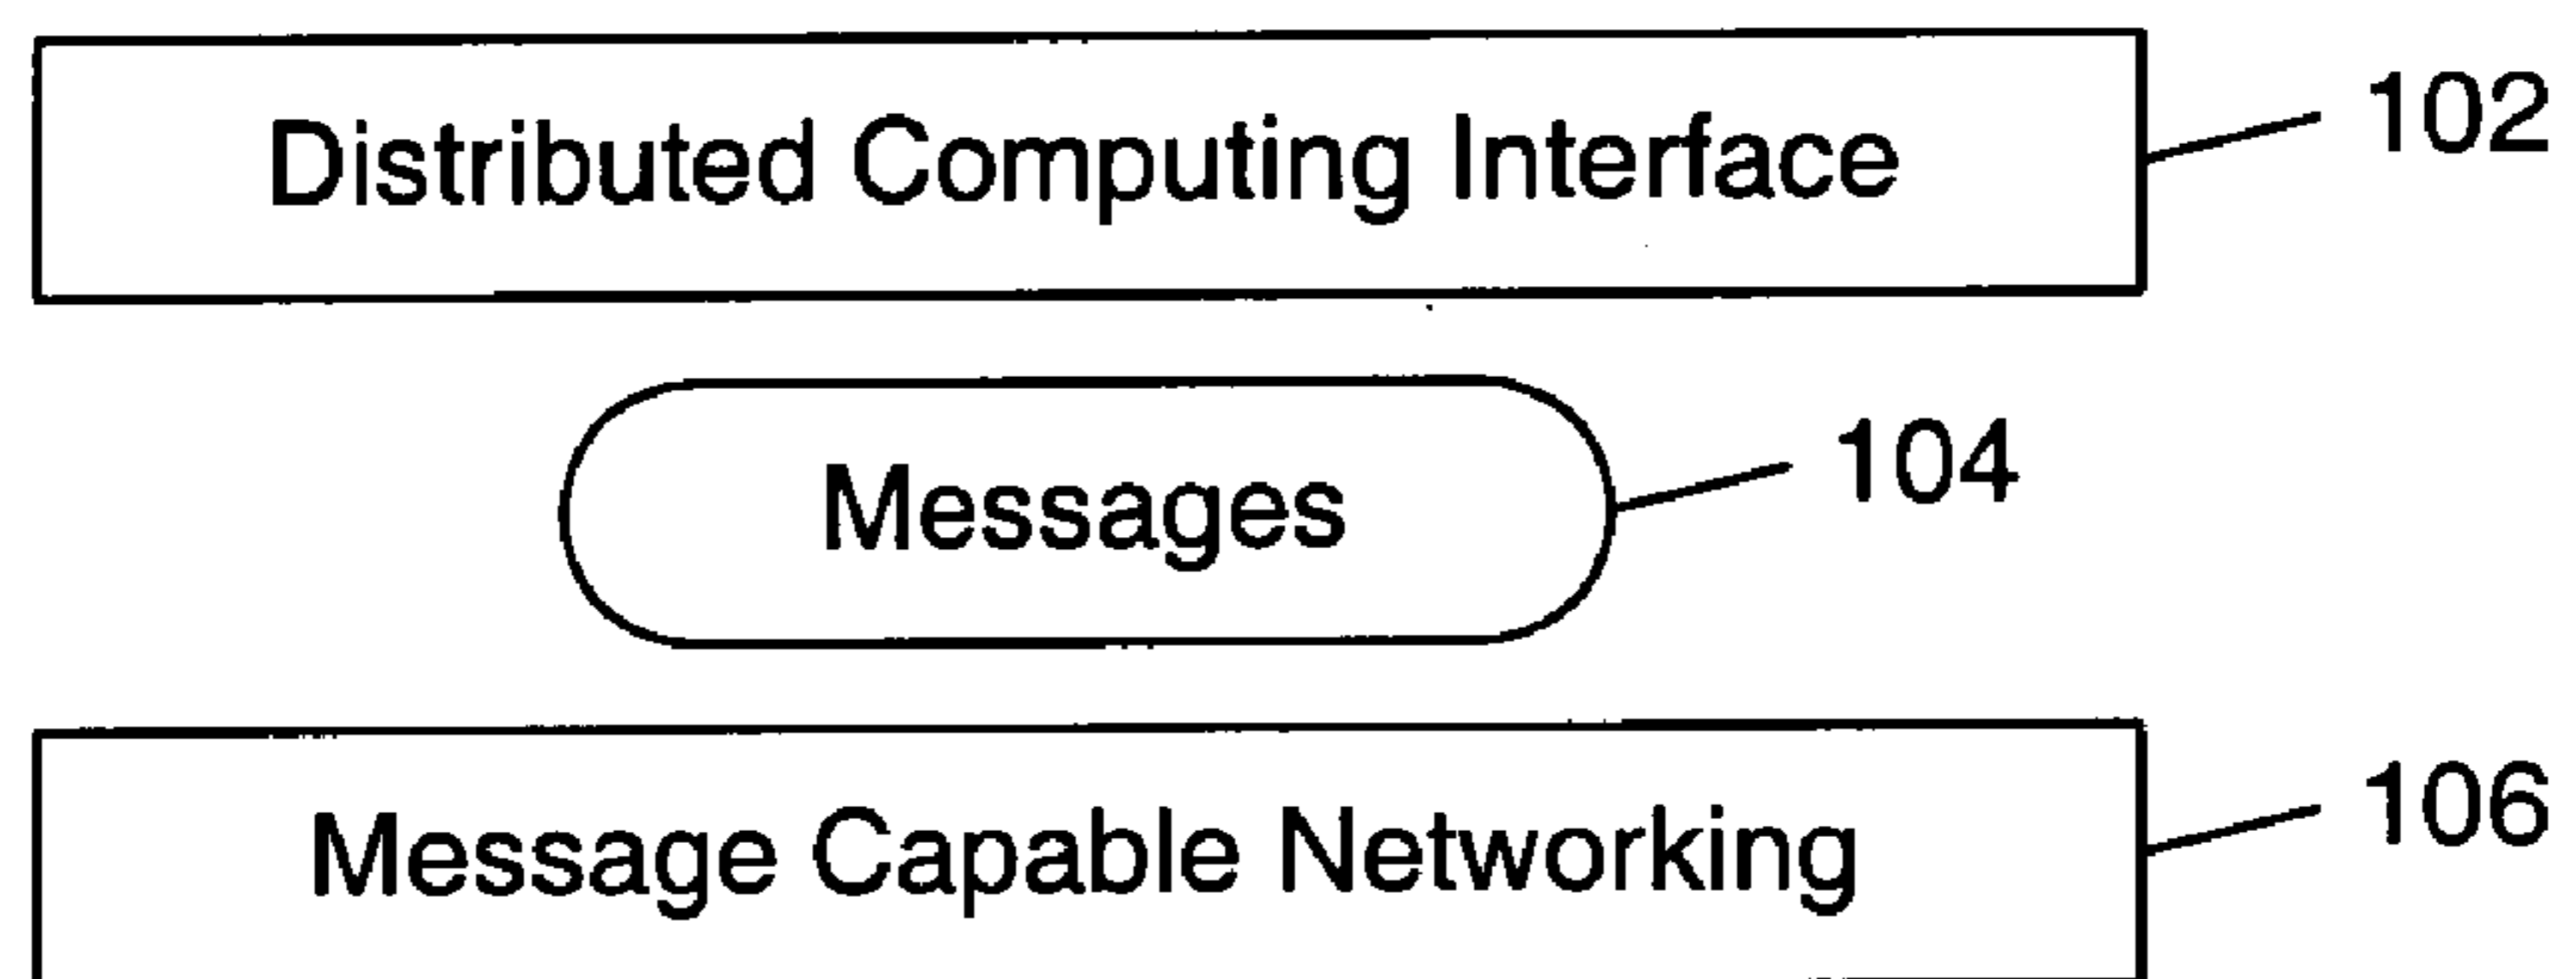 Distributed Computing Interface 102
Messages 104
Message Capable Networking 106